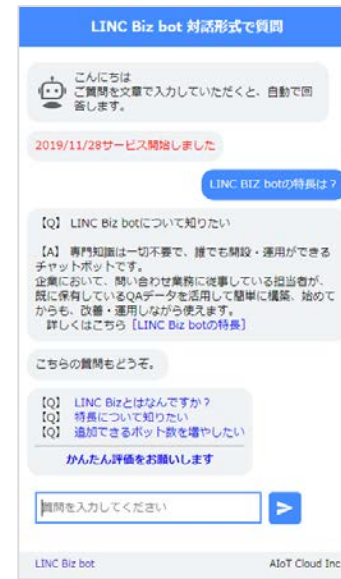 LINC Biz bot 対話形式で質問
こんにちは
ご質問を文章で入力していただくと、自動で回
答します。
2019/11/28サービス開始しました
LINC BIZ botの特長は？
【Q】 LINC Biz botについて知りたい
【A】 専門知識は一切不要で、誰でも開設・運用ができる
チャットボットです。
企業において、問い合わせ業務に従事している担当者が、
既に保有しているQAデータを活用して簡単に構築、始めて
からも、改善・運用しながら使えます。
詳しくはこちら [LINC Biz botの特長]
こちらの質問もどうぞ。
【Q】 LINC Bizとはなんですか？
【Q】 特長について知りたい
【Q】 追加できるボット数を増やしたい
かんたん評価をお願いします
質問を入力してください
LINC Biz bot AIoT Cloud Inc